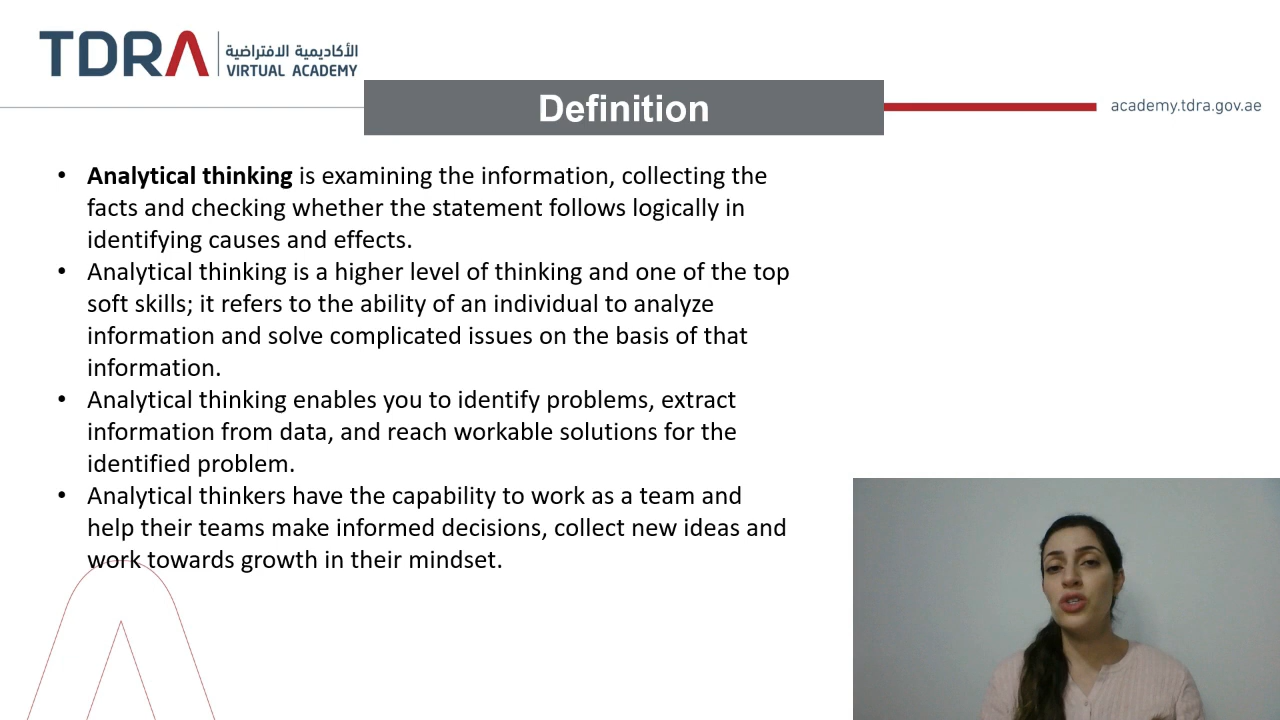 TDRA
الأكاديمية الافتراضية
VIRTUAL ACADEMY
Definition
academy.tdra.gov.ae
• Analytical thinking is examining the information, collecting the
facts and checking whether the statement follows logically in
identifying causes and effects.
• Analytical thinking is a higher level of thinking and one of the top
soft skills; it refers to the ability of an individual to analyze
information and solve complicated issues on the basis of that
information.
• Analytical thinking enables you to identify problems, extract
information from data, and reach workable solutions for the
identified problem.
• Analytical thinkers have the capability to work as a team and
help their teams make informed decisions, collect new ideas and
work towards growth in their mindset.